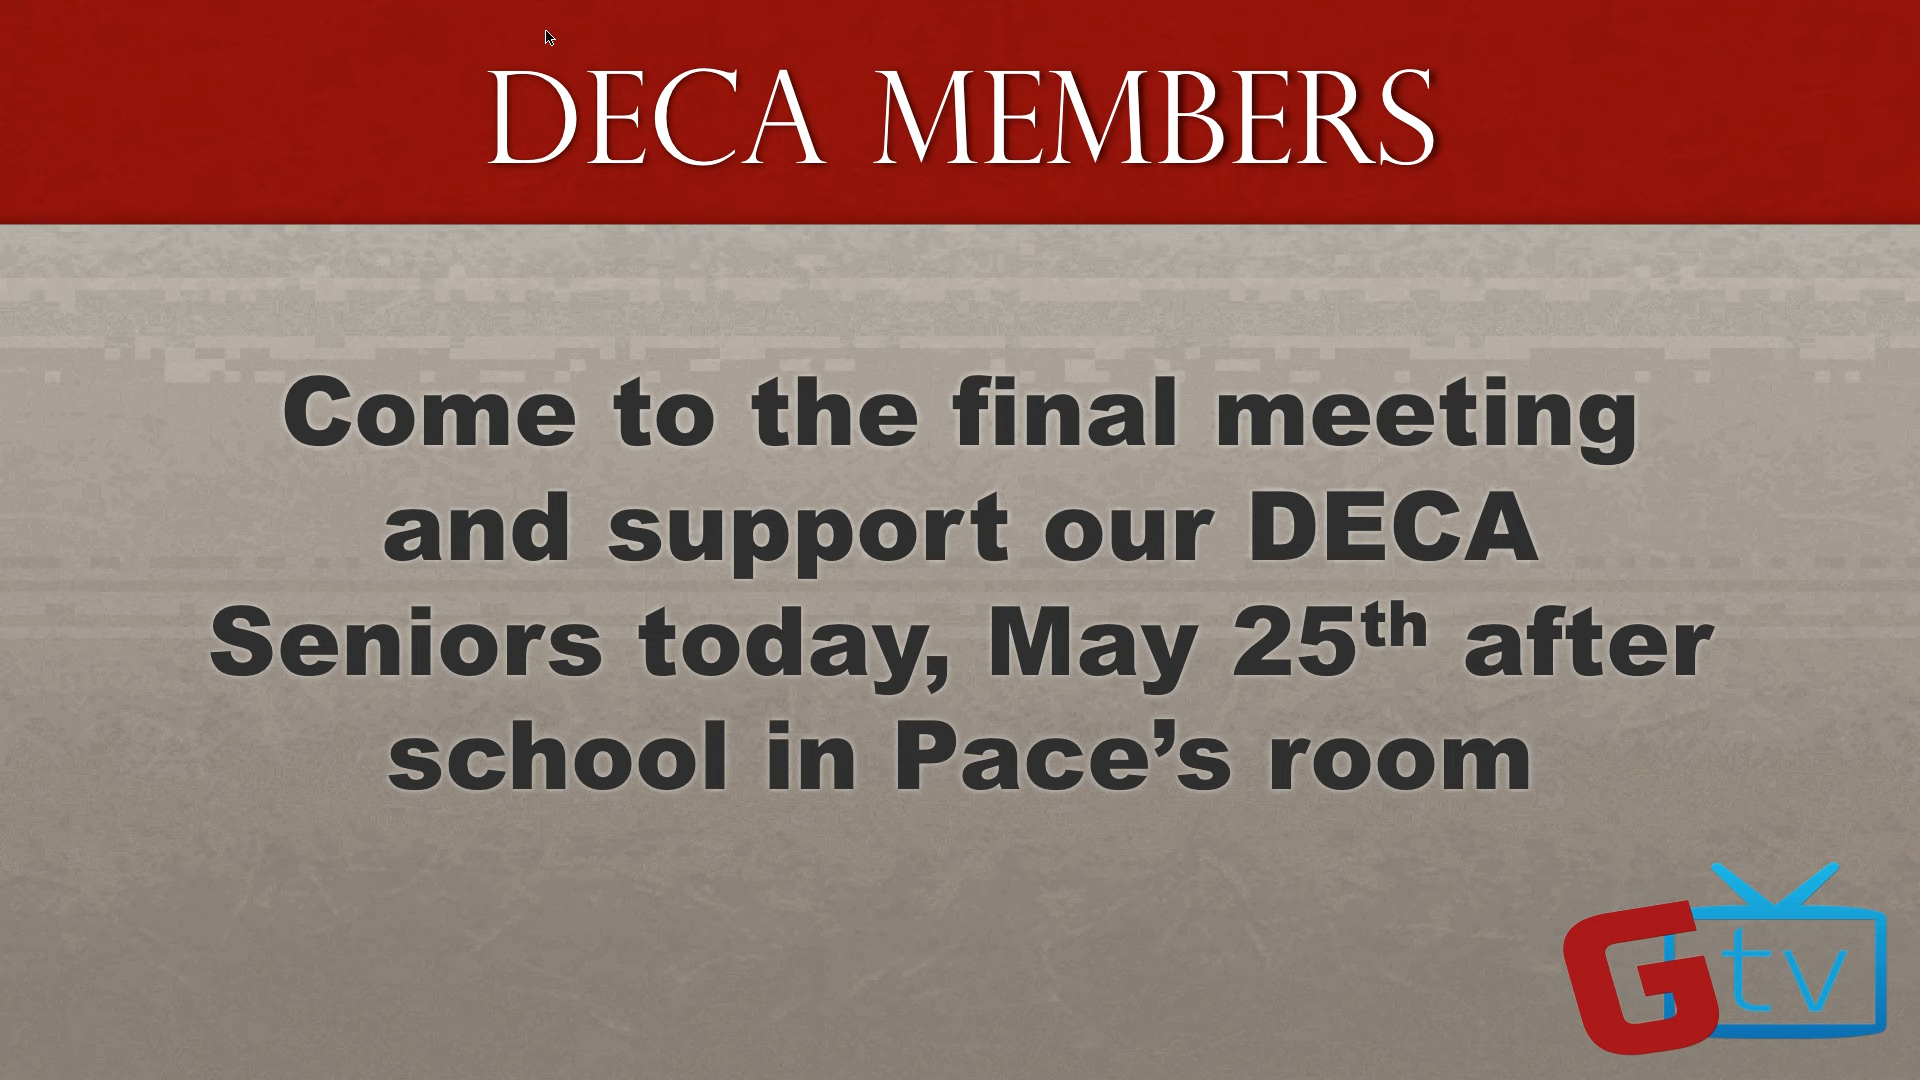 DECA MEMBERS
Come to the final meeting
and support our DECA
Seniors today, May 25th after
school in Pace’s room
Gtv